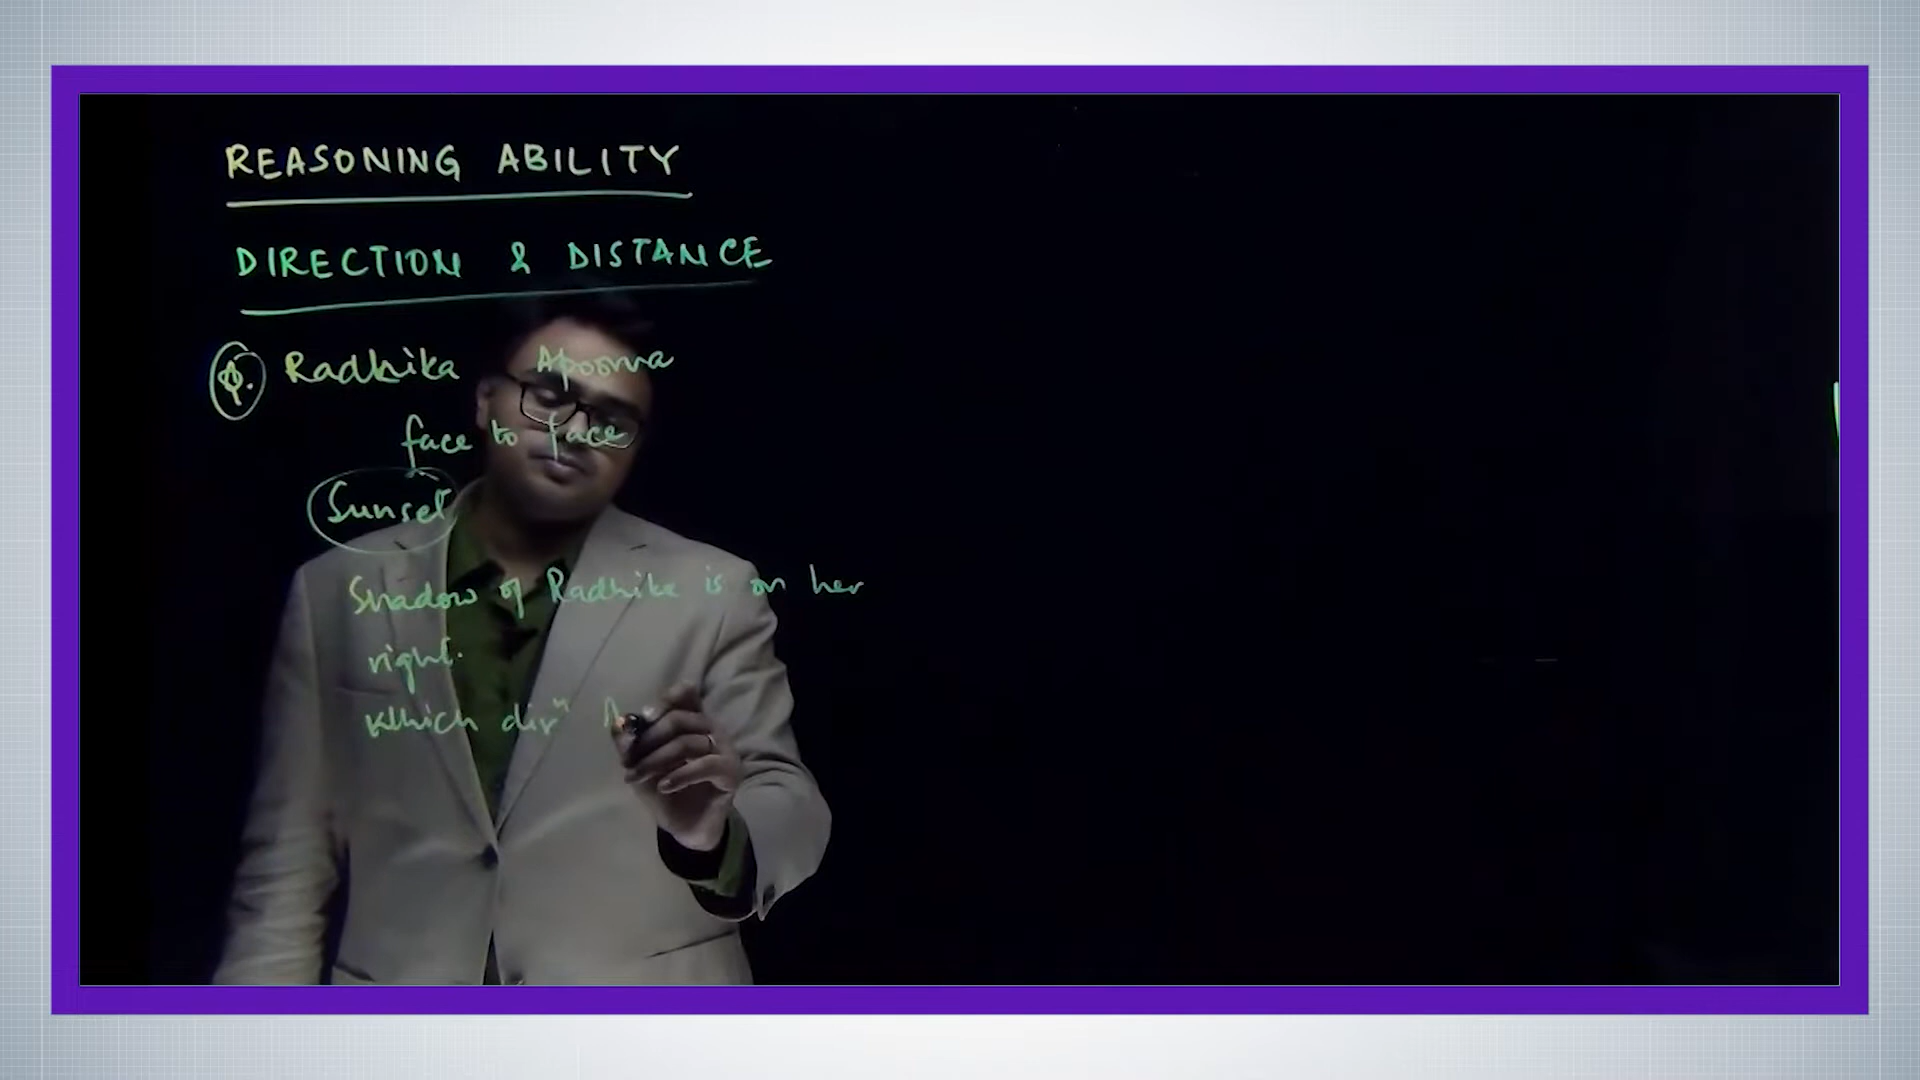 REASONING ABILITY
DIRECTION & DISTANCE
Q. Radhika Apoorva
face to face
Sunset
Shadow of Radhika is on her
right.
Which dirⁿ A